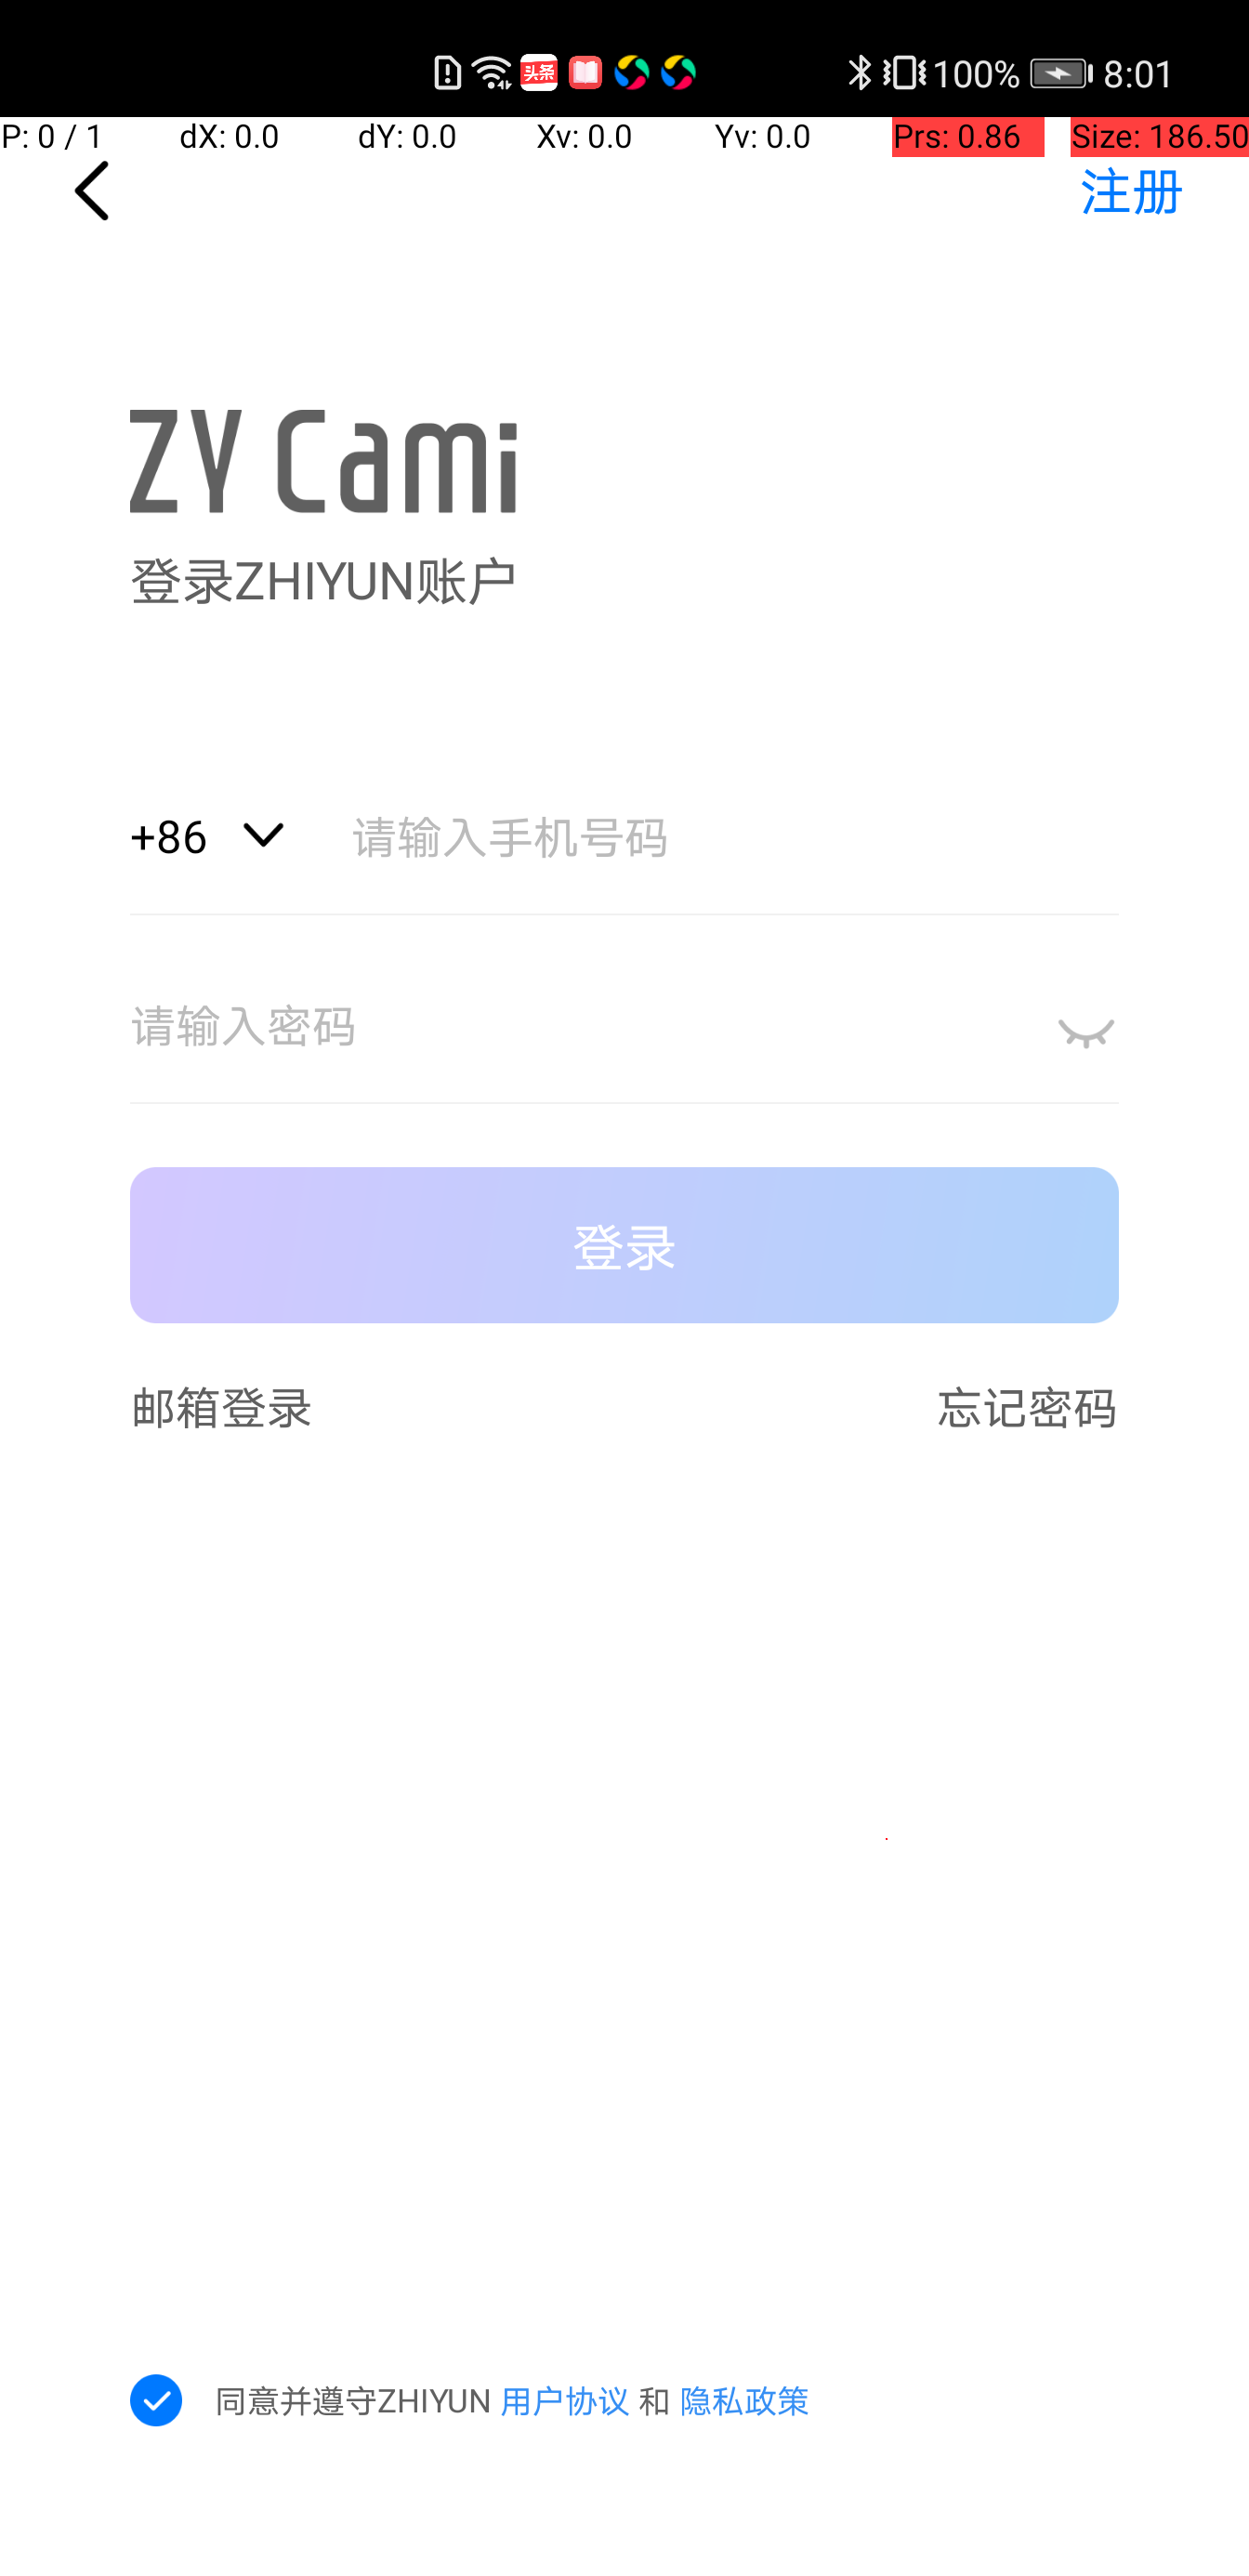 头条 100% 8:01
P: 0 / 1 dX: 0.0 dY: 0.0 Xv: 0.0 Yv: 0.0 Prs: 0.86 Size: 186.50
注册
ZY Cami
登录ZHIYUN账户
+86 请输入手机号码
请输入密码
登录
邮箱登录 忘记密码
同意并遵守ZHIYUN 用户协议 和 隐私政策